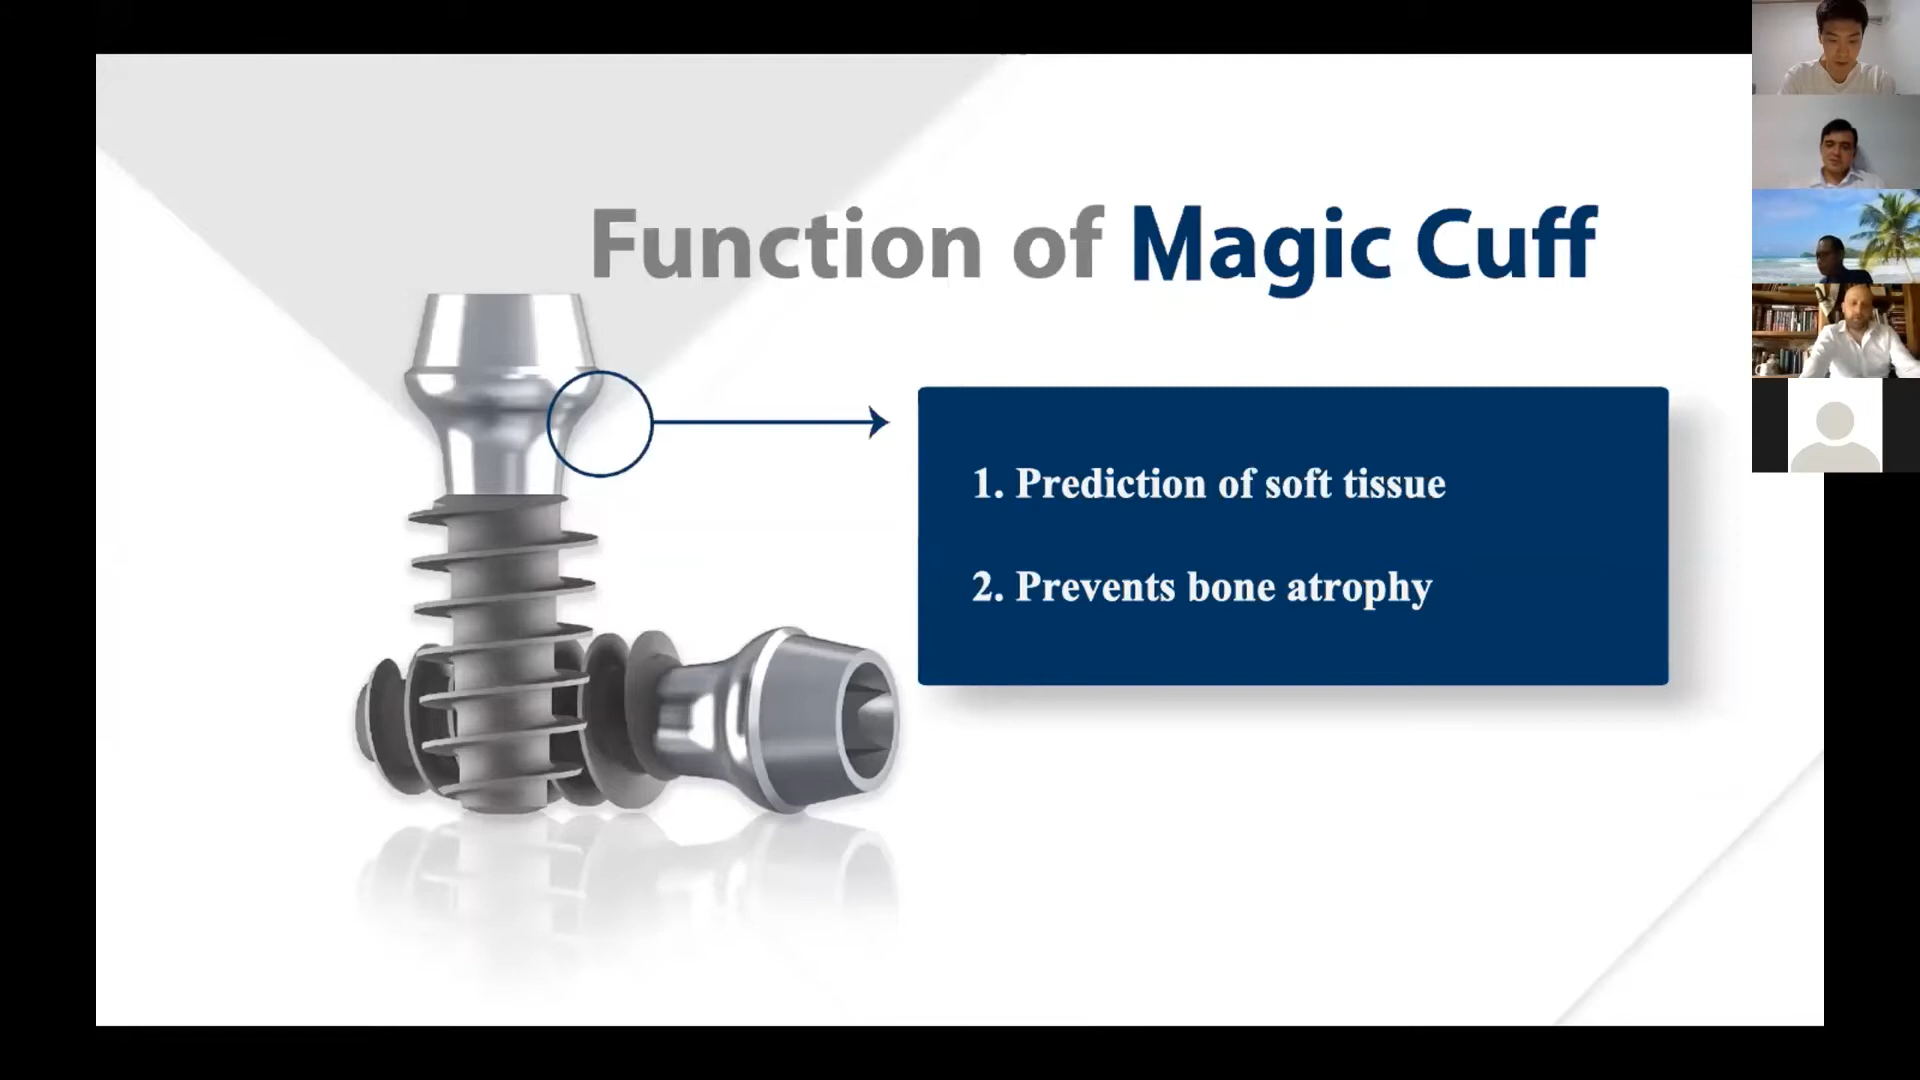 Function of Magic Cuff
1. Prediction of soft tissue
2. Prevents bone atrophy